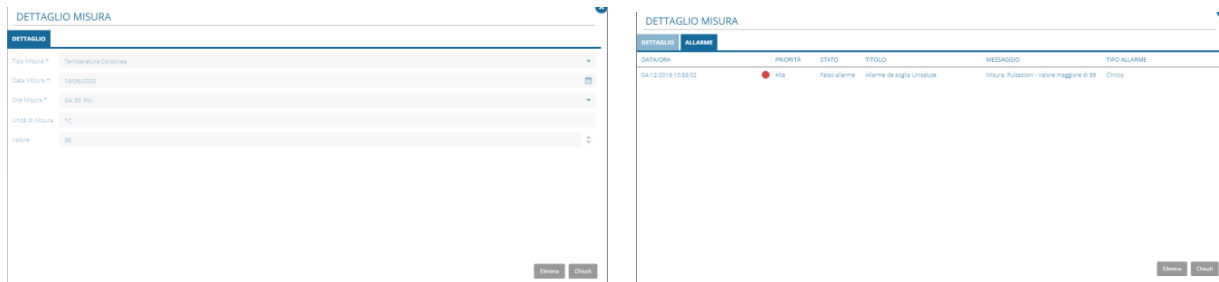 DETTAGLIO MISURA
DETTAGLIO
Tipo Misura * Temperatura Corporea
Data Misura * 19/06/2020
Ora Misura * 04:30 PM
Unità di Misura: °C
Valore: 36
Elimina Chiudi
DETTAGLIO MISURA
DETTAGLIO ALLARME
DATA/ORA PRIORITÀ STATO TITOLO MESSAGGIO TIPO ALLARME
04/12/2019 10:55:02 Alta Falso allarme Allarme da soglia Unisalute Misura: Pulsazioni - Valore maggiore di 99 Clinico
Elimina Chiudi